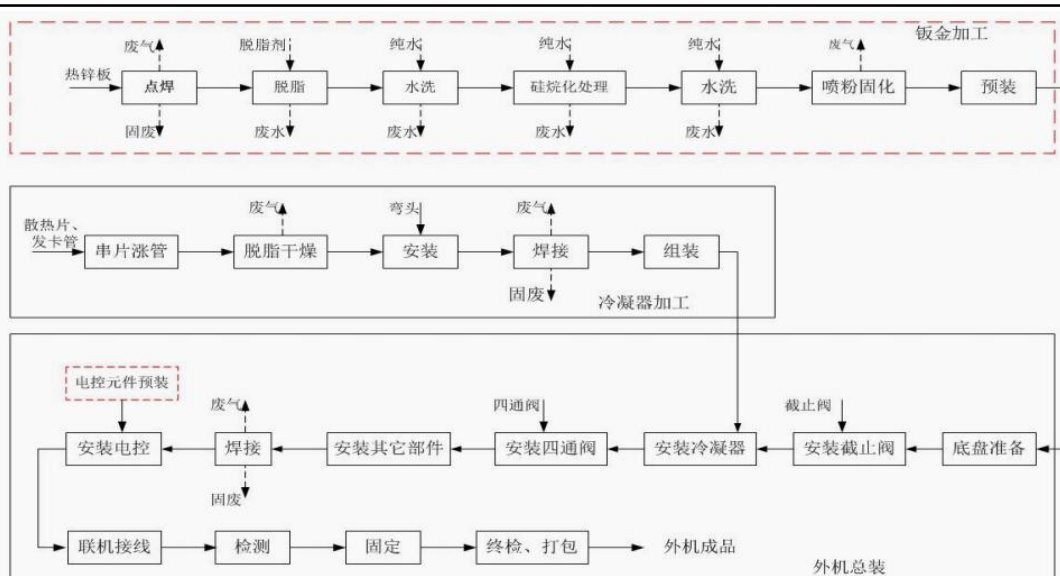 钣金加工
废气 脱脂剂 纯水 纯水 纯水 废气
热锌板
点焊 脱脂 水洗 硅烷化处理 水洗 喷粉固化 预装
固废 废水 废水 废水 废水
废气 弯头 废气
散热片、
发卡管
串片涨管 脱脂干燥 安装 焊接 组装
固废
冷凝器加工
电控元件预装
废气 四通阀 截止阀
安装电控 焊接 安装其它部件 安装四通阀 安装冷凝器 安装截止阀 底盘准备
固废
联机接线 检测 固定 终检、打包 外机成品
外机总装